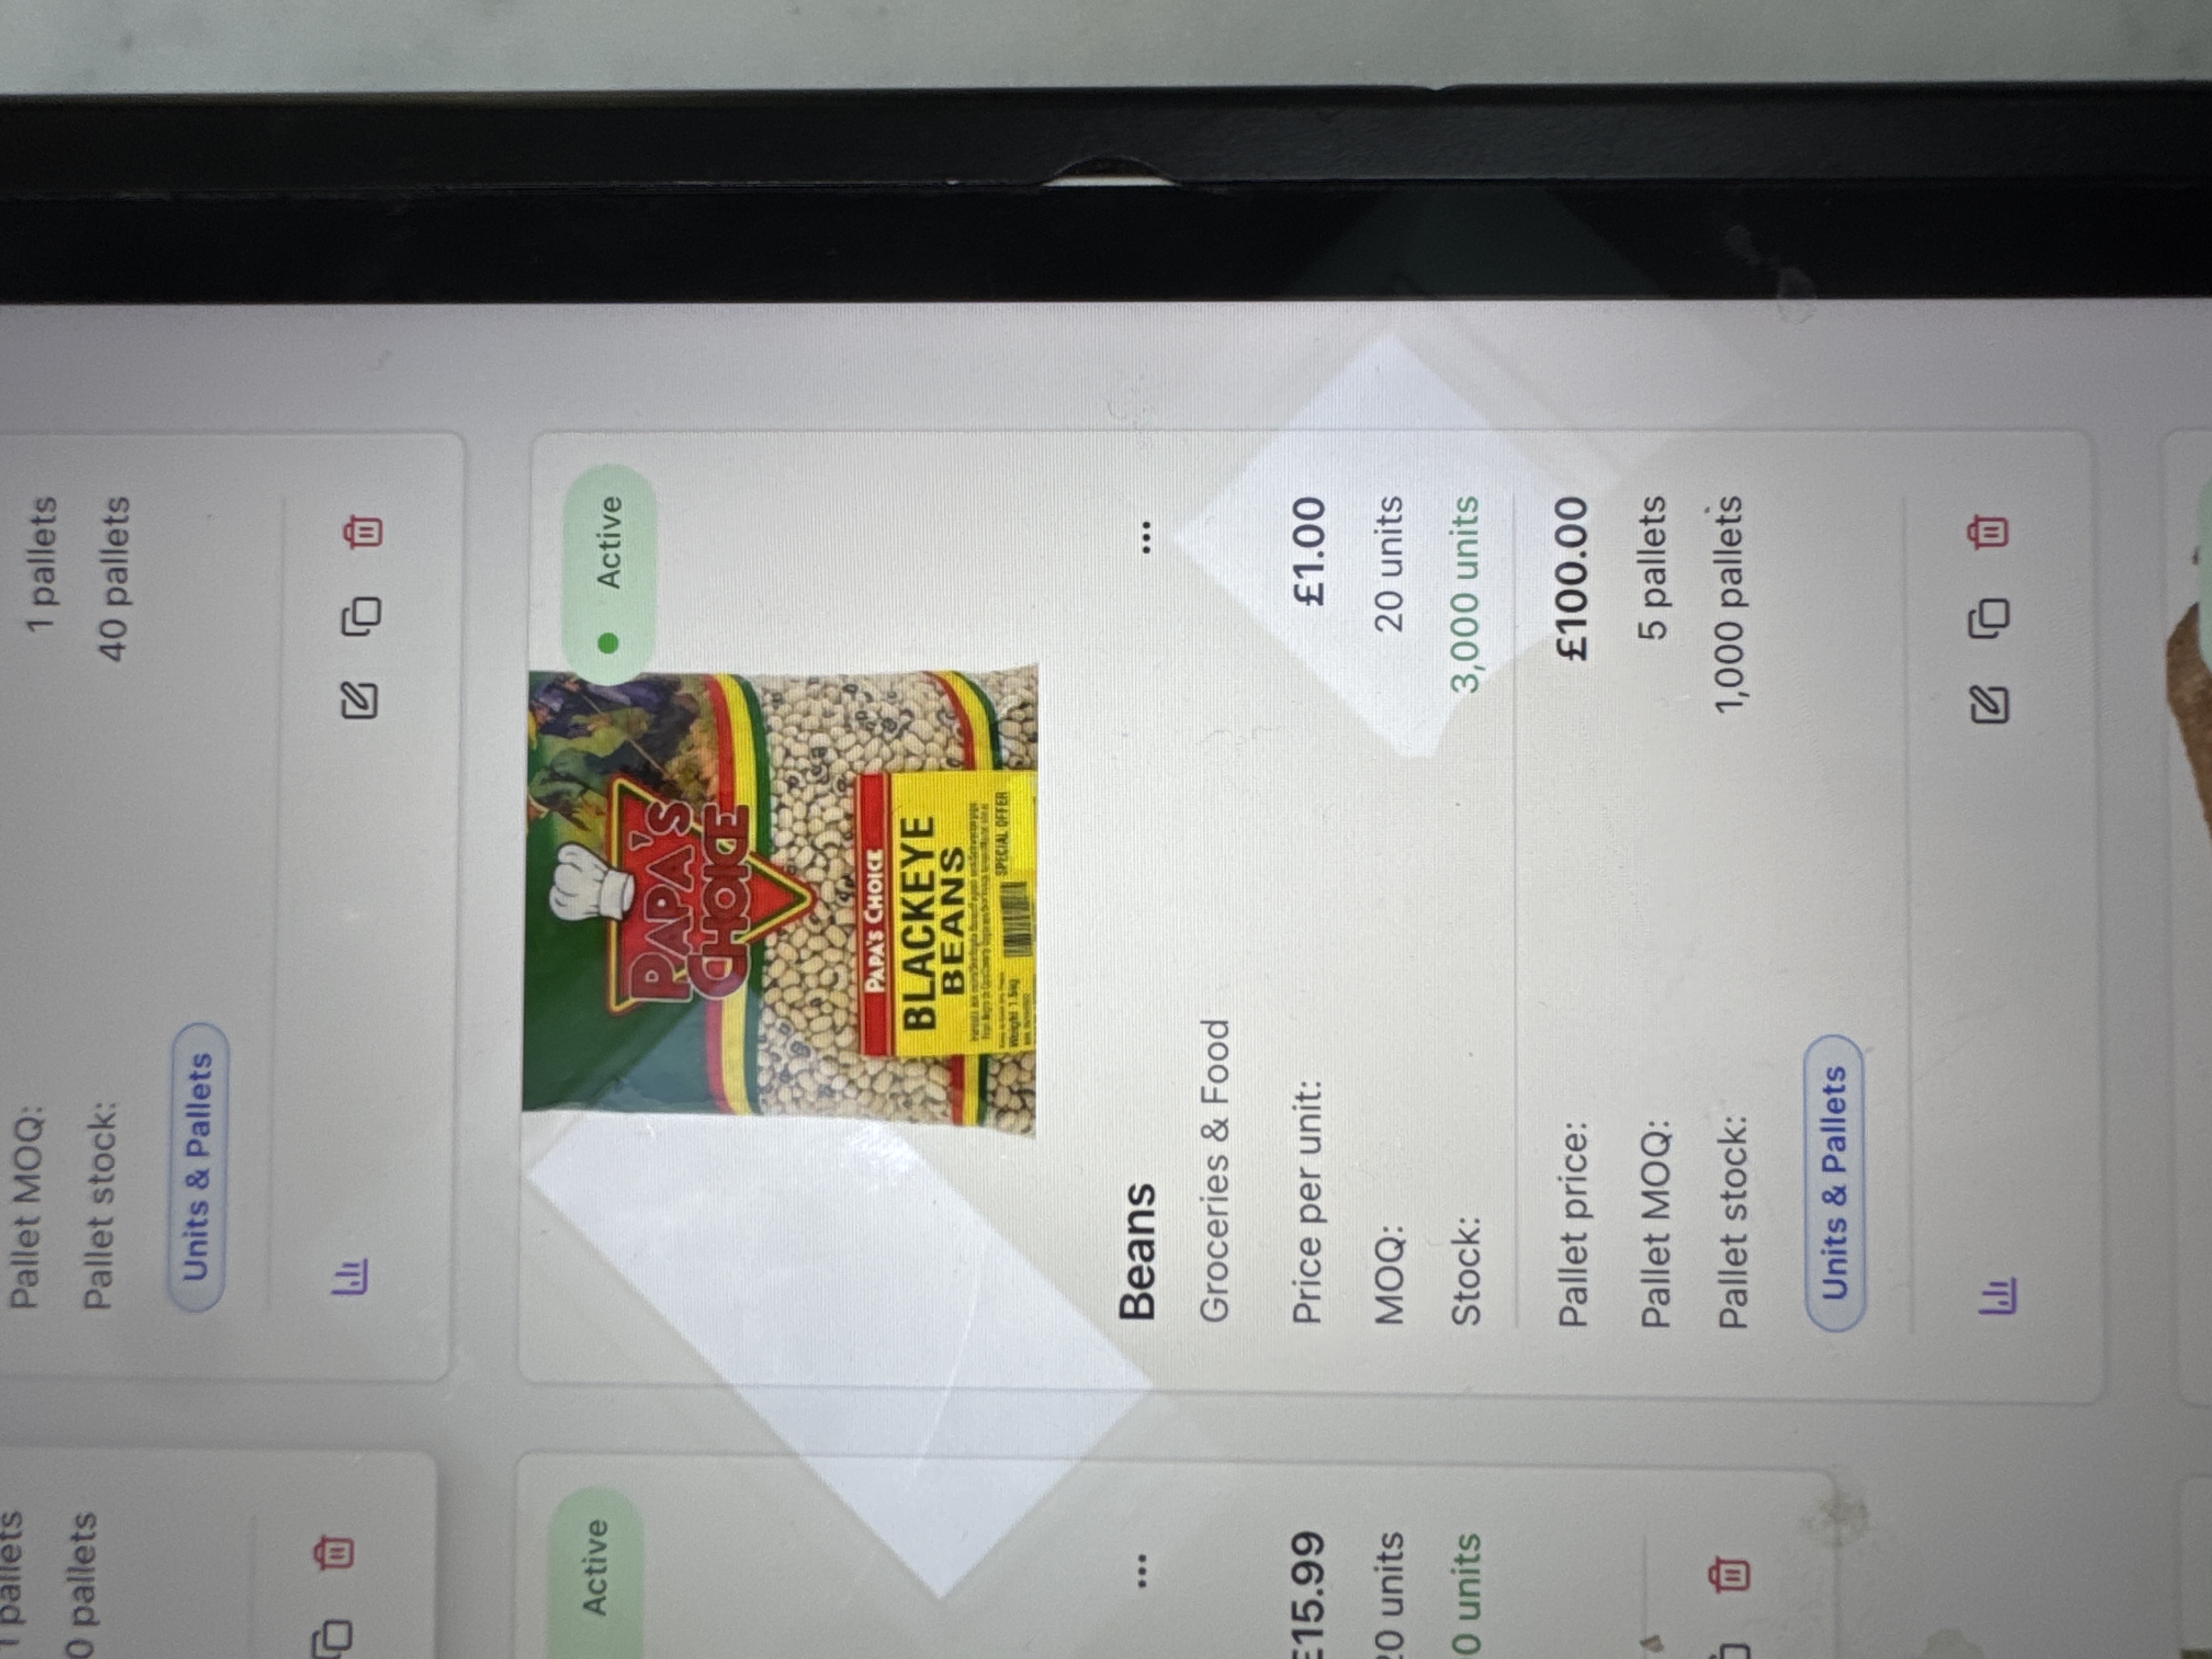 1 pallets
0 pallets
Pallet MOQ:
1 pallets
Pallet stock:
40 pallets
Units & Pallets
Active
Active
PAPA'S
CHOICE
PAPA'S CHOICE
BLACKEYE
BEANS
SPECIAL OFFER
Weight 1.5kg
...
Beans
...
Groceries & Food
£15.99
Price per unit:
£1.00
20 units
MOQ:
20 units
0 units
Stock:
3,000 units
Pallet price:
£100.00
Pallet MOQ:
5 pallets
Pallet stock:
1,000 pallets
Units & Pallets